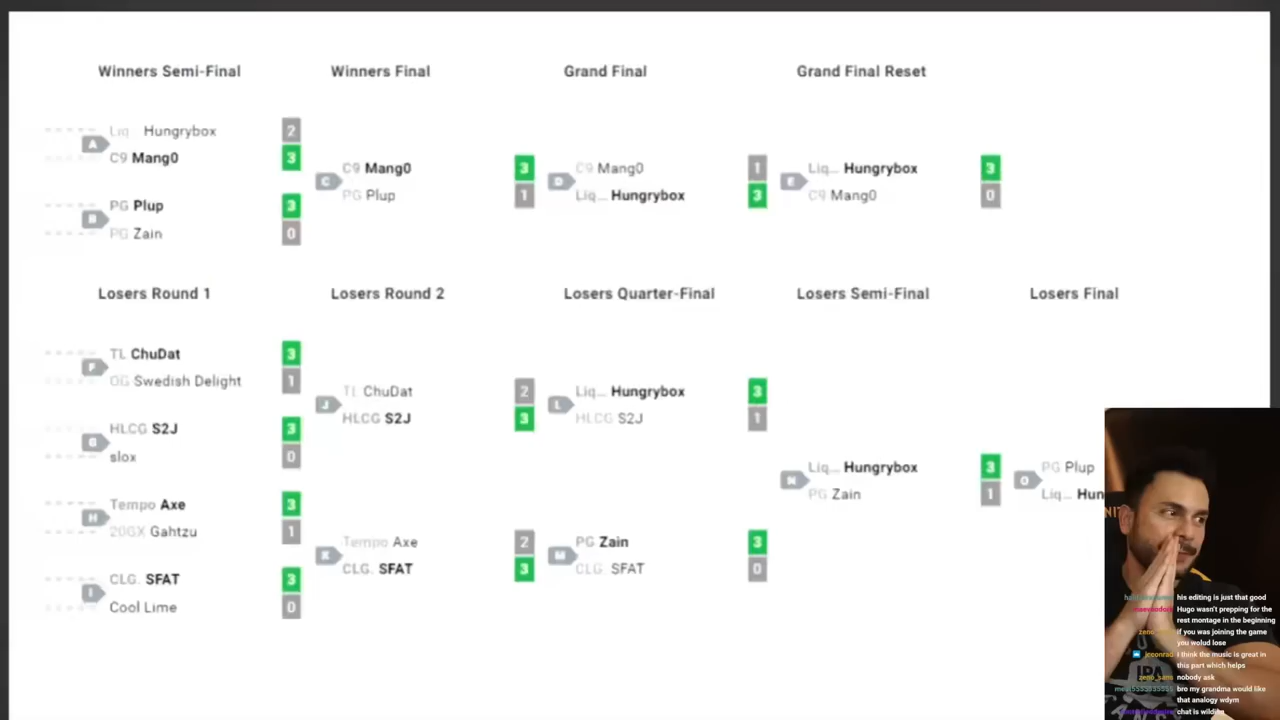 Winners Semi-Final
Winners Final
Grand Final
Grand Final Reset
A
Liq Hungrybox 2
C9 Mang0 3
B
PG Plup 3
PG Zain 0
C
C9 Mang0 3
PG Plup 1
D
C9 Mang0 1
Liq... Hungrybox 3
E
Liq... Hungrybox 3
C9 Mang0 0
Losers Round 1
Losers Round 2
Losers Quarter-Final
Losers Semi-Final
Losers Final
F
TL ChuDat 3
OG Swedish Delight 1
G
HLCG S2J 3
slox 0
H
Tempo Axe 3
20GX Gahtzu 1
I
CLG. SFAT 3
Cool Lime 0
J
TL ChuDat 2
HLCG S2J 3
K
Tempo Axe 2
CLG. SFAT 3
L
Liq... Hungrybox 3
HLCG S2J 1
M
PG Zain 3
CLG. SFAT 0
N
Liq... Hungrybox 3
PG Zain 1
O
PG Plup
Liq... Hun
IPA
his editing is just that good
Hugo wasn't prepping for the
rest montage in the beginning
if you was joining the game
you wolud lose
jceonrad I think the music is great in
this part which helps
nobody ask
bro my grandma would like
that analogy wdym
chat is wildin